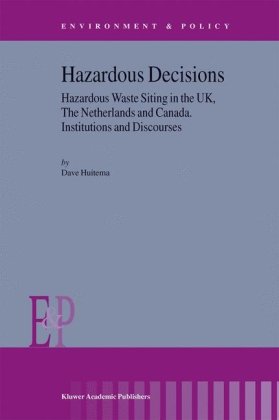 ENVIRONMENT & POLICY
Hazardous Decisions
Hazardous Waste Siting in the UK,
The Netherlands and Canada.
Institutions and Discourses
by
Dave Huitema
E&P
Kluwer Academic Publishers